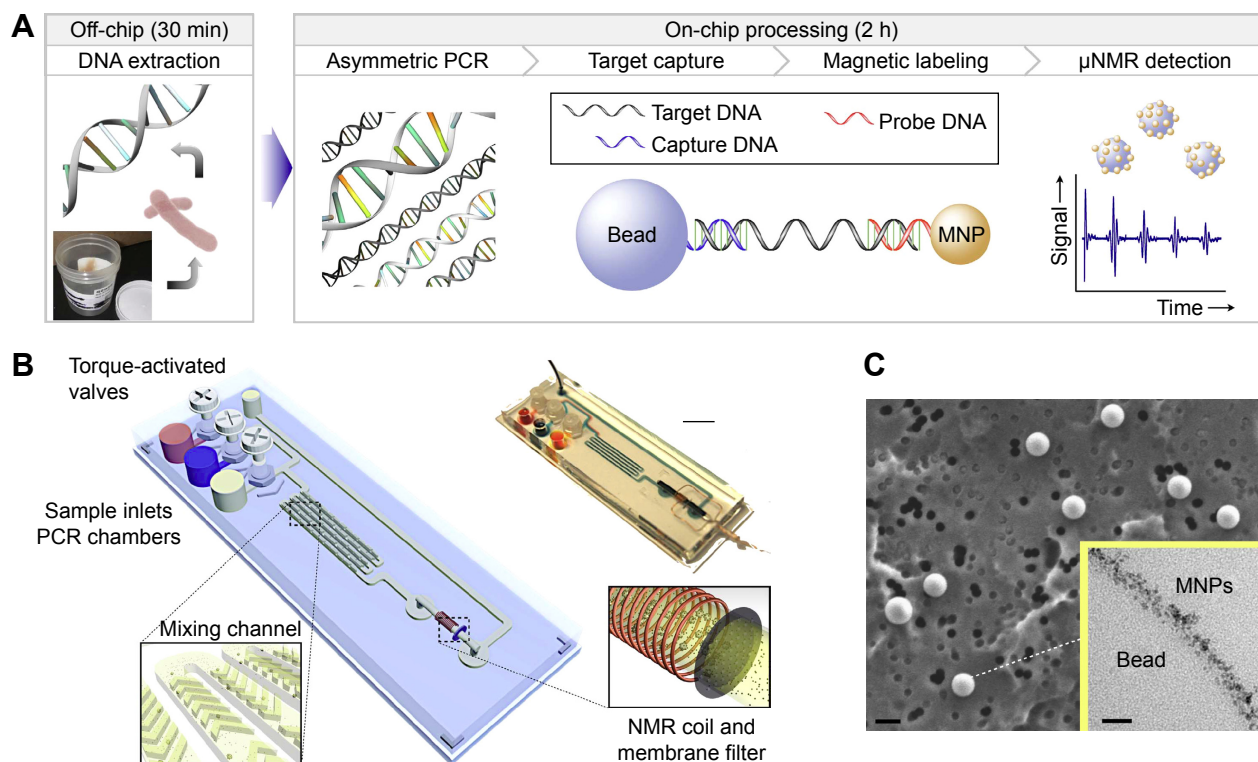 A
Off-chip (30 min)
DNA extraction
On-chip processing (2 h)
Asymmetric PCR
Target capture
Magnetic labeling
µNMR detection
Target DNA
Probe DNA
Capture DNA
Bead
MNP
Signal
Time
B
Torque-activated
valves
Sample inlets
PCR chambers
Mixing channel
NMR coil and
membrane filter
C
MNPs
Bead